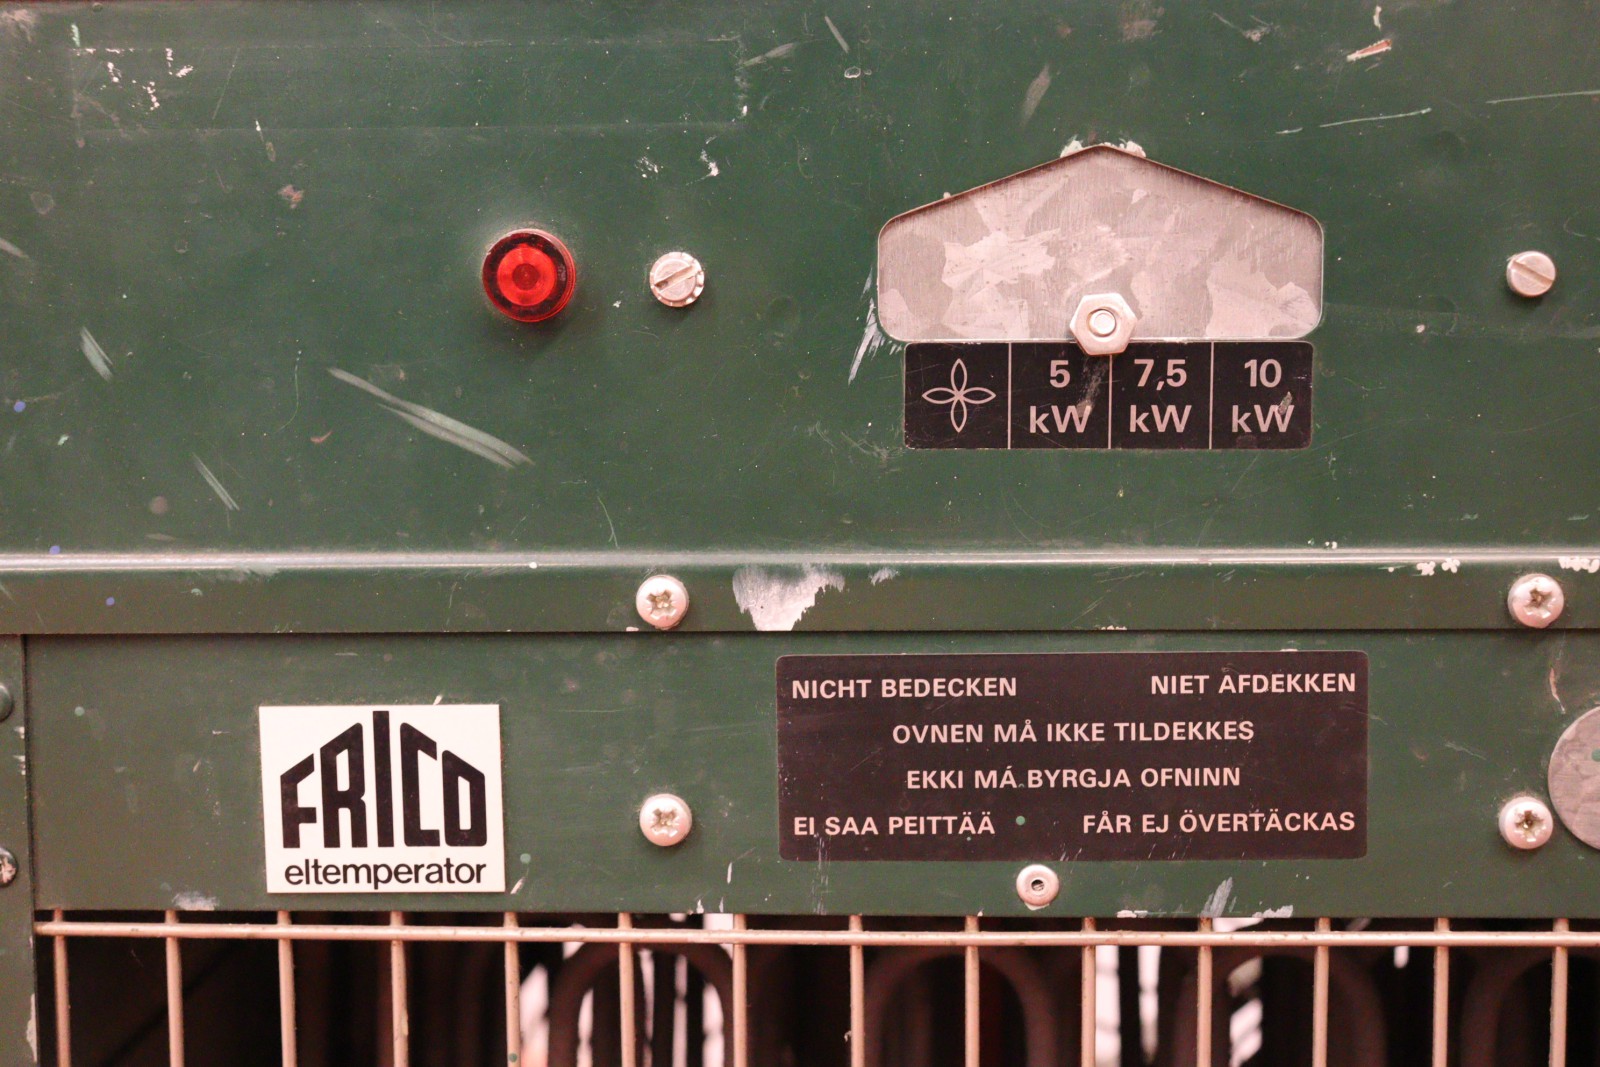 5 7,5 10
kW kW kW
NICHT BEDECKEN NIET AFDEKKEN
OVNEN MÅ IKKE TILDEKKES
EKKI MÁ BYRGJA OFNINN
EI SAA PEITTÄÄ FÅR EJ ÖVERTÄCKAS
FRICO
eltemperator